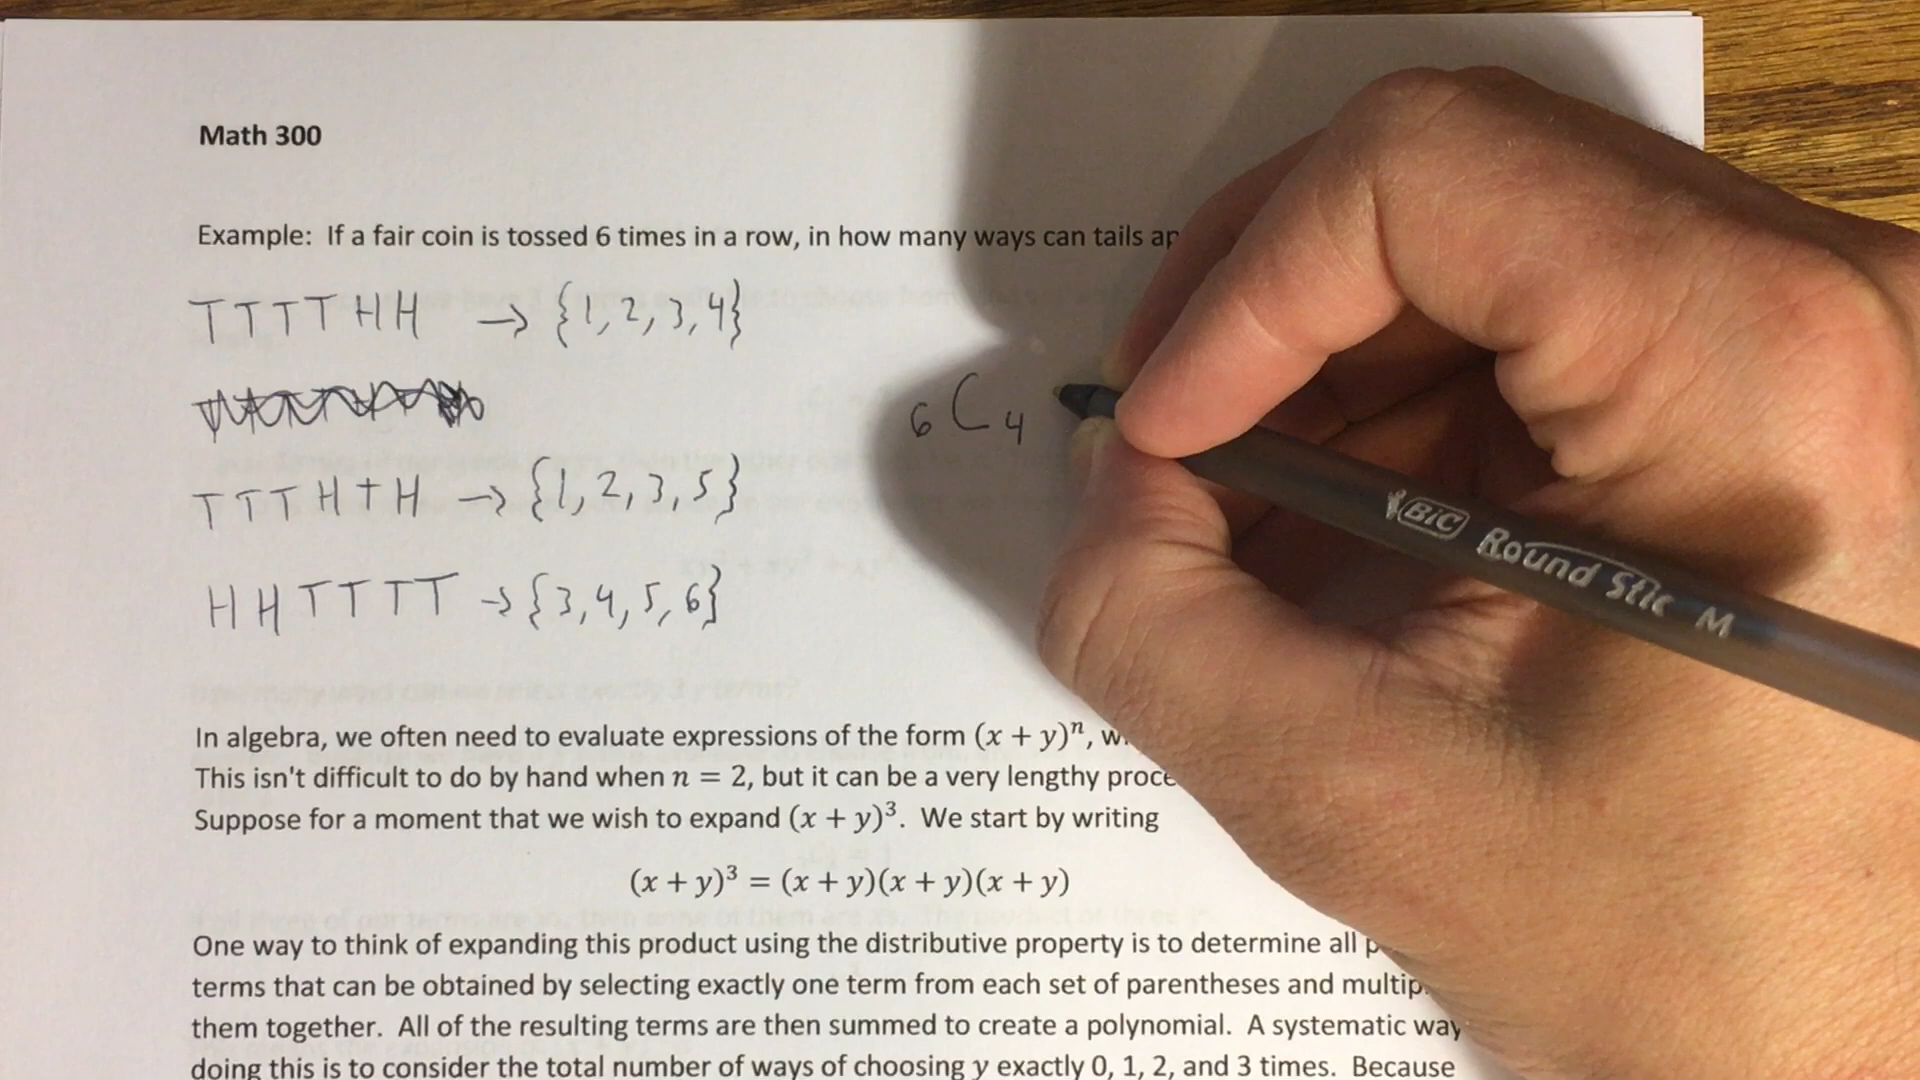 Math 300
Example: If a fair coin is tossed 6 times in a row, in how many ways can tails ap
TTTTHH → {1,2,3,4}
6C4
TTTHTH → {1,2,3,5}
HHTTTT → {3,4,5,6}
In algebra, we often need to evaluate expressions of the form (x + y)ⁿ, w
This isn't difficult to do by hand when n = 2, but it can be a very lengthy proce
Suppose for a moment that we wish to expand (x + y)³. We start by writing
(x + y)³ = (x + y)(x + y)(x + y)
One way to think of expanding this product using the distributive property is to determine all p
terms that can be obtained by selecting exactly one term from each set of parentheses and multip
them together. All of the resulting terms are then summed to create a polynomial. A systematic way
doing this is to consider the total number of ways of choosing y exactly 0, 1, 2, and 3 times. Because
BiC Round Stic M